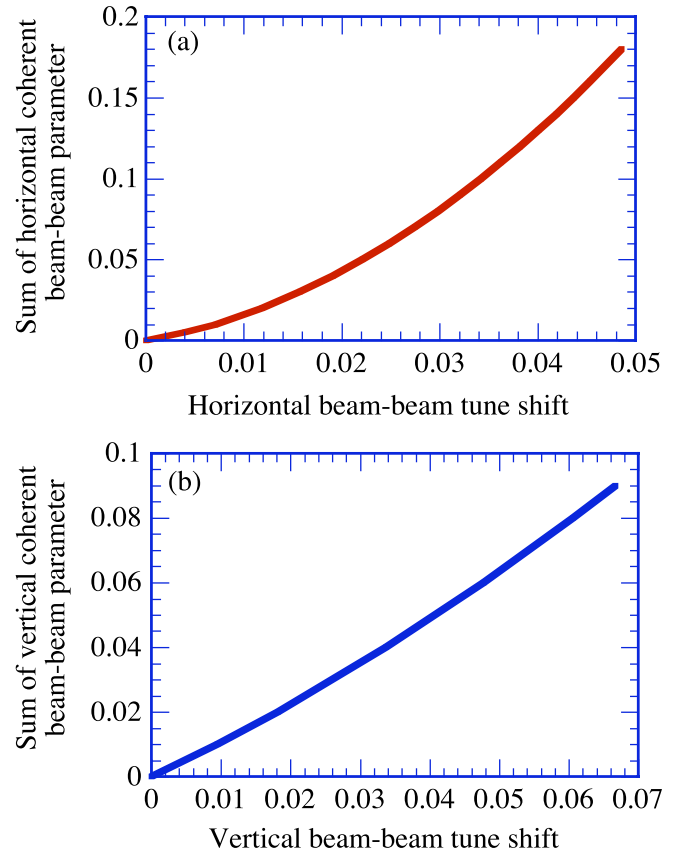 (a)
Sum of horizontal coherent
beam-beam parameter
0.2
0.15
0.1
0.05
0
0 0.01 0.02 0.03 0.04 0.05
Horizontal beam-beam tune shift
(b)
Sum of vertical coherent
beam-beam parameter
0.1
0.08
0.06
0.04
0.02
0
0 0.01 0.02 0.03 0.04 0.05 0.06 0.07
Vertical beam-beam tune shift